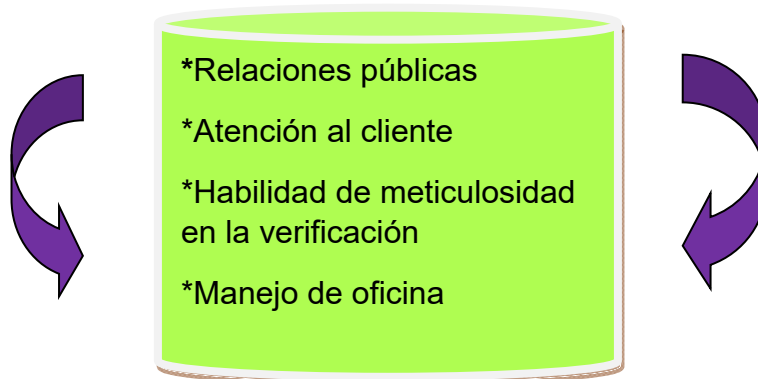 *Relaciones públicas
*Atención al cliente
*Habilidad de meticulosidad
en la verificación
*Manejo de oficina